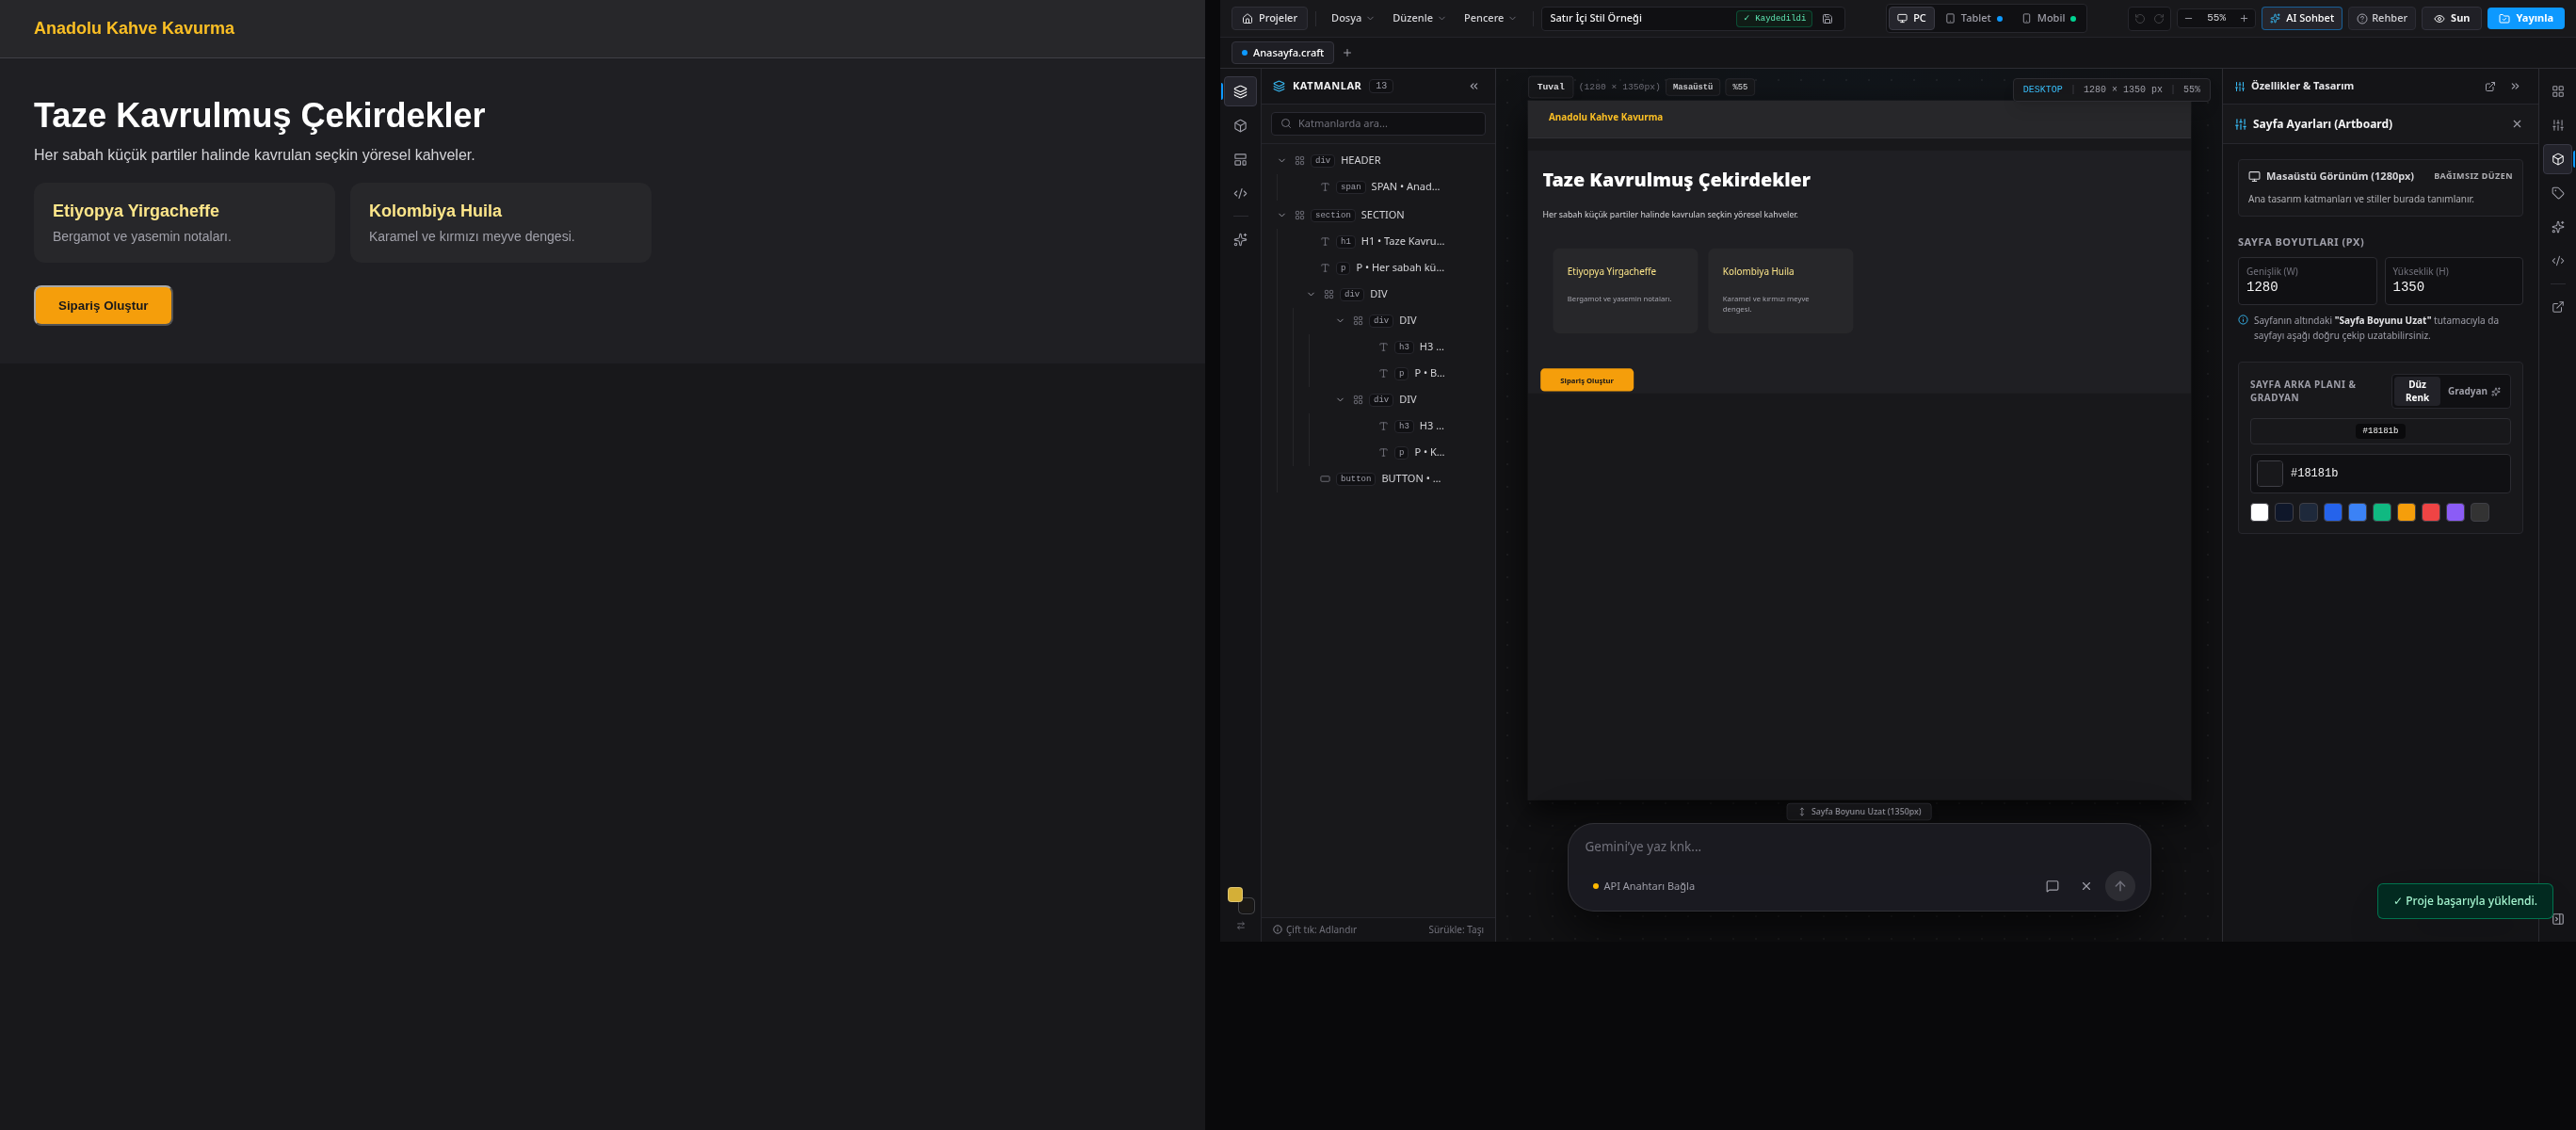 Anadolu Kahve Kavurma
Taze Kavrulmuş Çekirdekler
Her sabah küçük partiler halinde kavrulan seçkin yöresel kahveler.
Etiyopya Yirgacheffe
Bergamot ve yasemin notaları.
Kolombiya Huila
Karamel ve kırmızı meyve dengesi.
Sipariş Oluştur
Projeler
Dosya
Düzenle
Pencere
Satır İçi Stil Örneği
✓ Kaydedildi
PC
Tablet
Mobil
55%
AI Sohbet
Rehber
Sun
Yayınla
Anasayfa.craft
KATMANLAR 13
Katmanlarda ara...
div HEADER
span SPAN • Anad...
section SECTION
h1 H1 • Taze Kavru...
p P • Her sabah kü...
div DIV
div DIV
h3 H3 ...
p P • B...
div DIV
h3 H3 ...
p P • K...
button BUTTON • ...
Çift tık: Adlandır
Sürükle: Taşı
Tuval (1280 × 1350px) Masaüstü %55
DESKTOP | 1280 × 1350 px | 55%
Anadolu Kahve Kavurma
Taze Kavrulmuş Çekirdekler
Her sabah küçük partiler halinde kavrulan seçkin yöresel kahveler.
Etiyopya Yirgacheffe
Bergamot ve yasemin notaları.
Kolombiya Huila
Karamel ve kırmızı meyve
dengesi.
Sipariş Oluştur
Sayfa Boyunu Uzat (1350px)
Gemini'ye yaz knk...
API Anahtarı Bağla
Özellikler & Tasarım
Sayfa Ayarları (Artboard)
Masaüstü Görünüm (1280px)
BAĞIMSIZ DÜZEN
Ana tasarım katmanları ve stiller burada tanımlanır.
SAYFA BOYUTLARI (PX)
Genişlik (W)
1280
Yükseklik (H)
1350
Sayfanın altındaki "Sayfa Boyunu Uzat" tutamacıyla da
sayfayı aşağı doğru çekip uzatabilirsiniz.
SAYFA ARKA PLANI &
GRADYAN
Düz
Renk
Gradyan
#18181b
#18181b
✓ Proje başarıyla yüklendi.